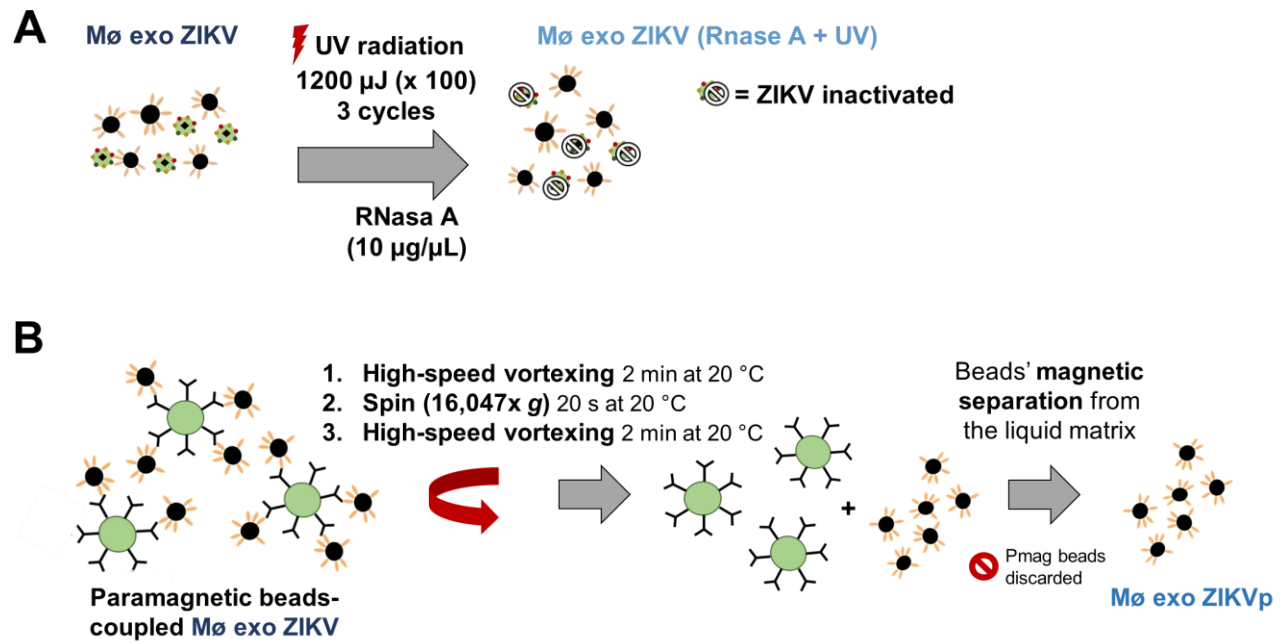 A
Mø exo ZIKV
UV radiation
1200 µJ (x 100)
3 cycles
RNasa A
(10 µg/µL)
Mø exo ZIKV (Rnase A + UV)
= ZIKV inactivated
B
Paramagnetic beads-
coupled Mø exo ZIKV
1. High-speed vortexing 2 min at 20 °C
2. Spin (16,047x g) 20 s at 20 °C
3. High-speed vortexing 2 min at 20 °C
+
Beads' magnetic
separation from
the liquid matrix
Pmag beads
discarded
Mø exo ZIKVp